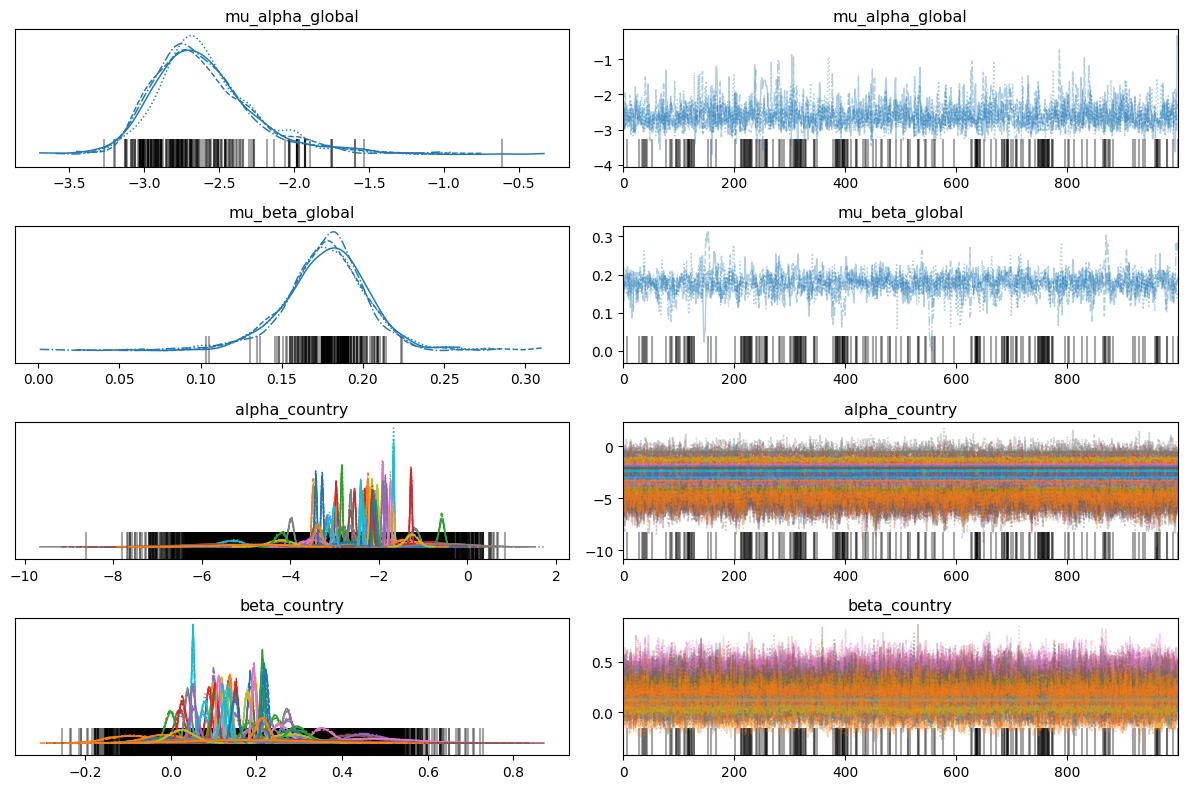 mu_alpha_global
−3.5 −3.0 −2.5 −2.0 −1.5 −1.0 −0.5
mu_alpha_global
−1
−2
−3
−4
0 200 400 600 800
mu_beta_global
0.00 0.05 0.10 0.15 0.20 0.25 0.30
mu_beta_global
0.3
0.2
0.1
0.0
0 200 400 600 800
alpha_country
−10 −8 −6 −4 −2 0 2
alpha_country
0
−5
−10
0 200 400 600 800
beta_country
−0.2 0.0 0.2 0.4 0.6 0.8
beta_country
0.5
0.0
0 200 400 600 800